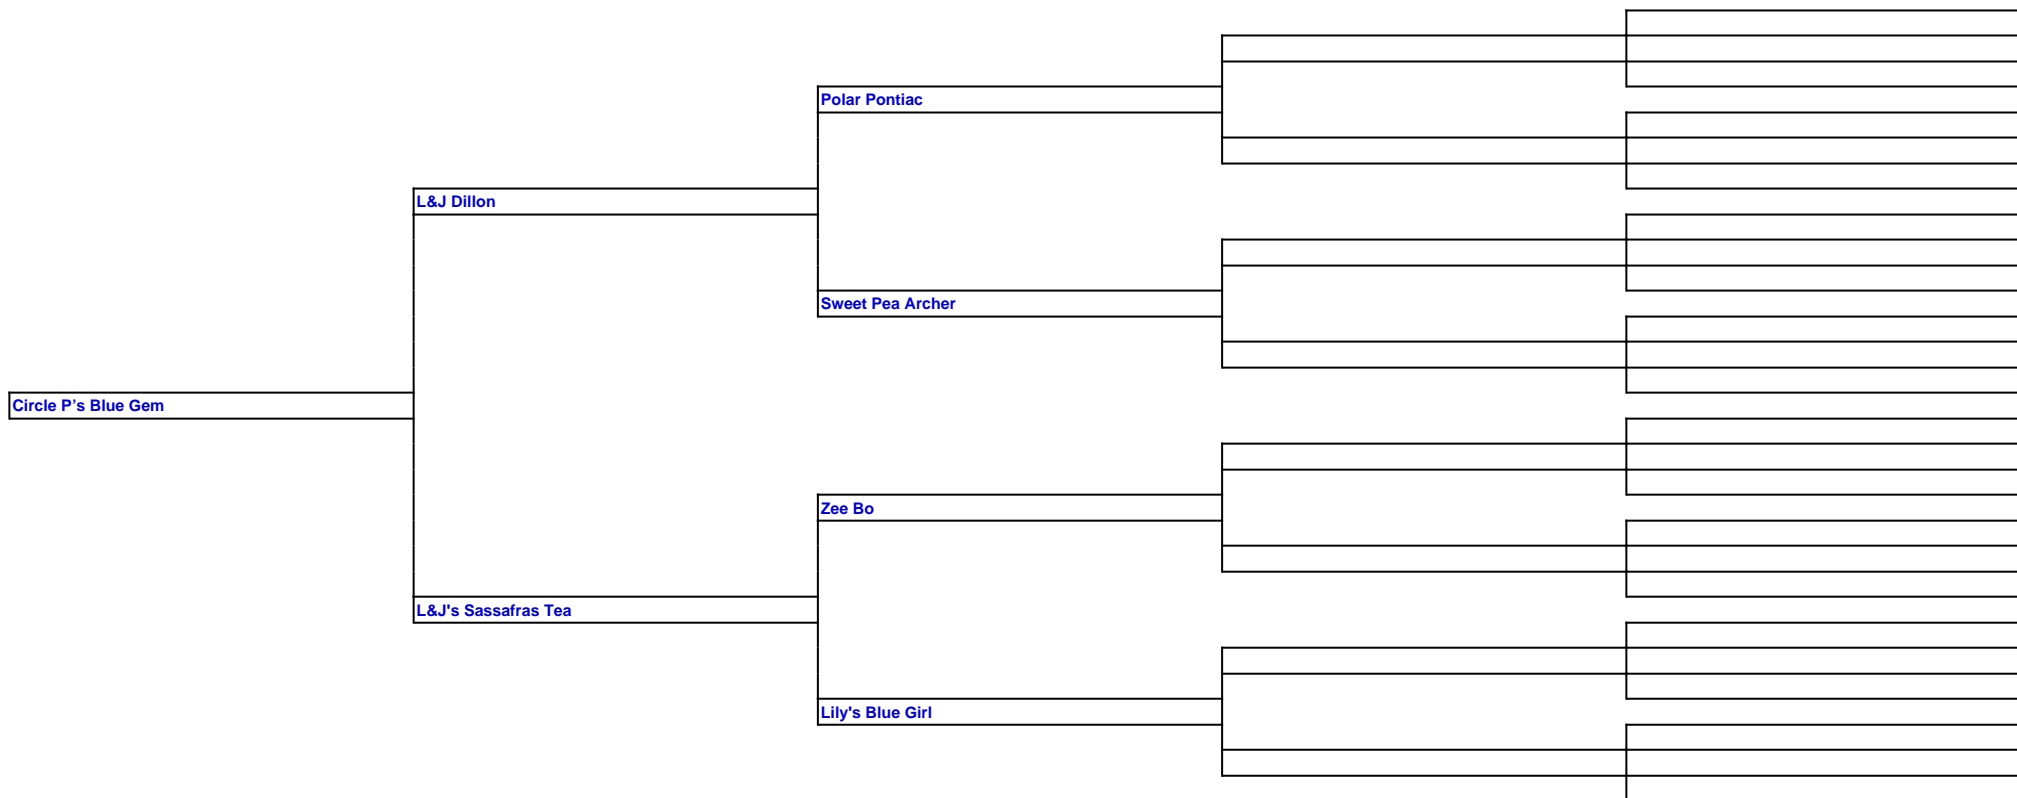 Polar Pontiac
L&J Dillon
Sweet Pea Archer
Circle P’s Blue Gem
Zee Bo
L&J's Sassafras Tea
Lily's Blue Girl